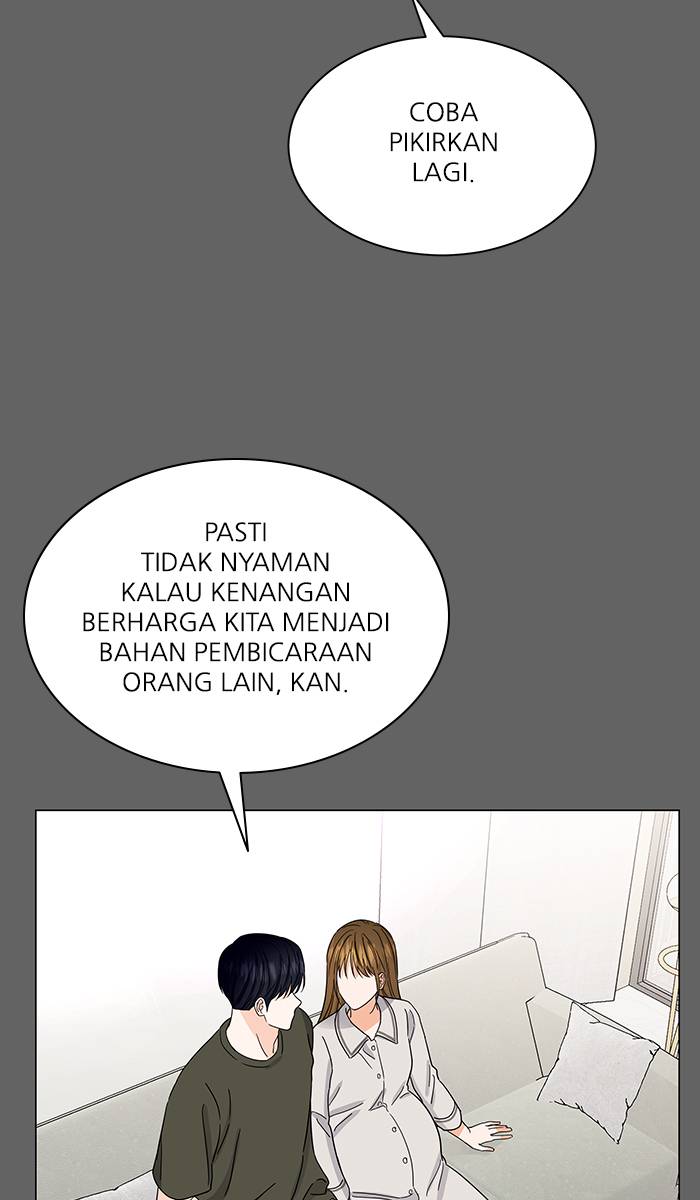 COBA
PIKIRKAN
LAGI.
PASTI
TIDAK NYAMAN
KALAU KENANGAN
BERHARGA KITA MENJADI
BAHAN PEMBICARAAN
ORANG LAIN, KAN.